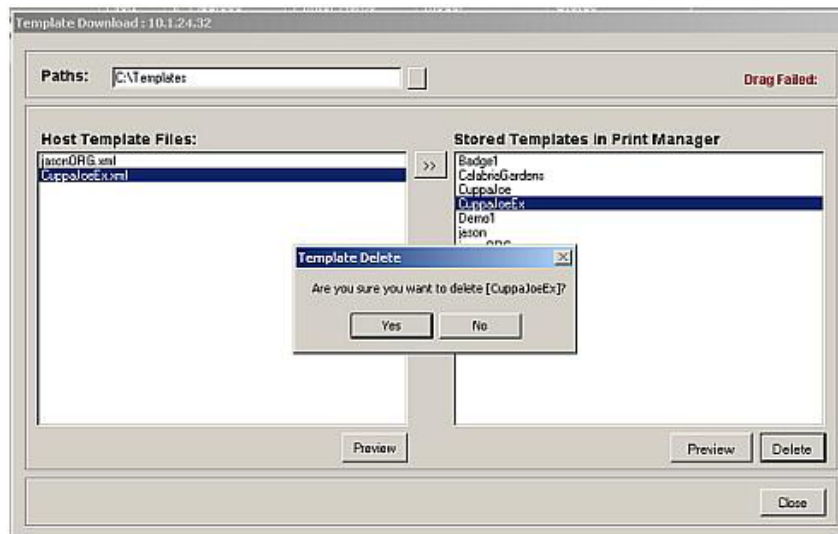 Template Download : 10.1.24.32
Paths:
C:\Templates
Drag Failed:
Host Template Files:
jasonORG.xml
CuppaJoeEx.xml
>>
Stored Templates in Print Manager
Badge1
CalabriaGardens
CuppaJoe
CuppaJoeEx
Demo1
jason
Template Delete
Are you sure you want to delete [CuppaJoeEx]?
Yes
No
Preview
Preview
Delete
Close